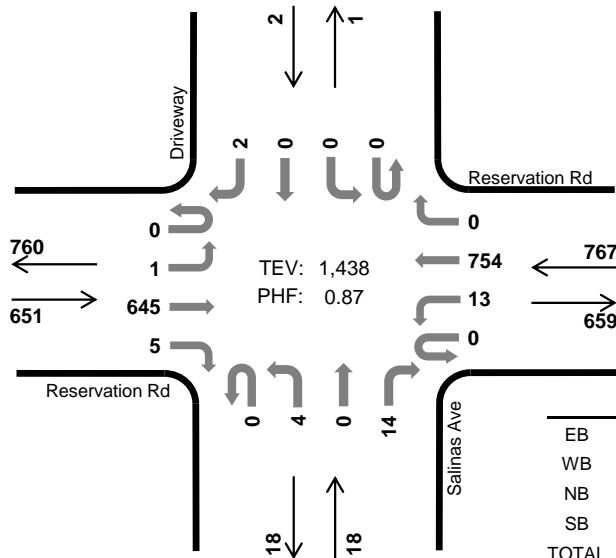 2
1
Driveway
2
0
0
0
Reservation Rd
0
0
760
1
TEV: 1,438
754
767
651
645
PHF: 0.87
13
659
5
0
Reservation Rd
0
4
0
14
Salinas Ave
18
18
EB
WB
NB
SB
TOTAL